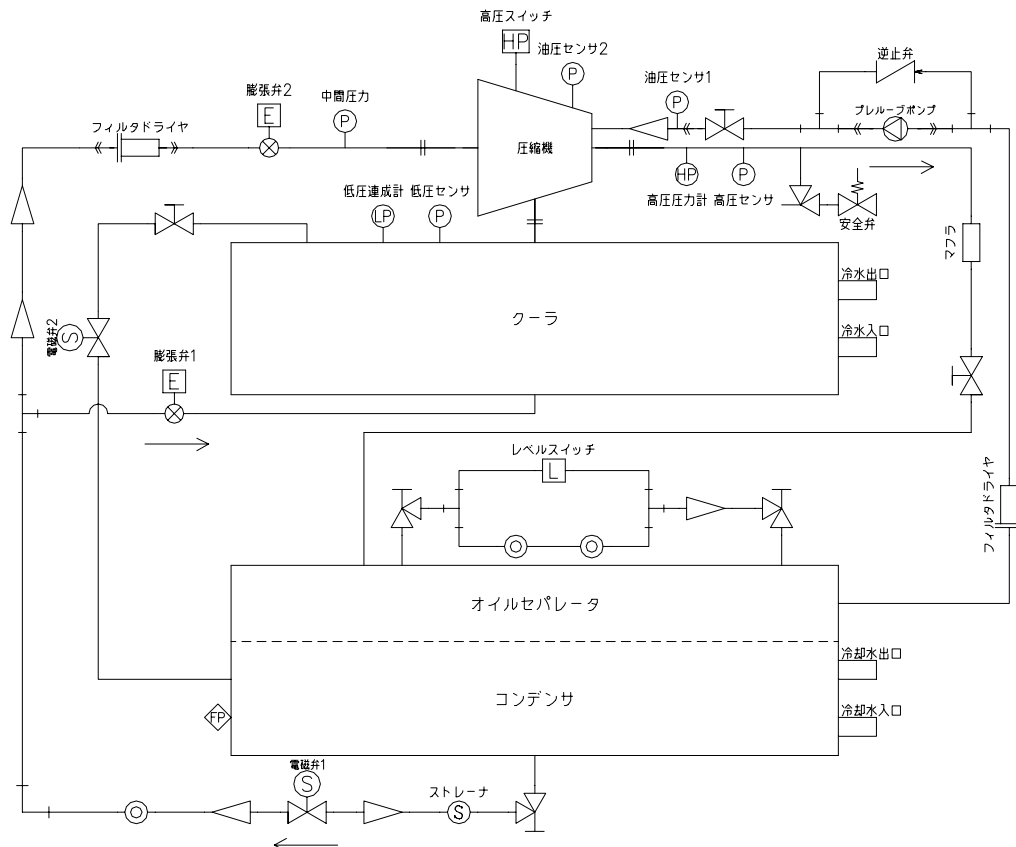 高圧スイッチ
HP
油圧センサ2
P
逆止弁
膨張弁2
E
中間圧力
P
油圧センサ1
P
プレルーブポンプ
フィルタドライヤ
圧縮機
低圧連成計 低圧センサ
LP
P
HP
P
高圧圧力計 高圧センサ
安全弁
マフラ
冷水出口
クーラ
冷水入口
電磁弁2
S
膨張弁1
E
レベルスイッチ
L
フィルタドライヤ
オイルセパレータ
冷却水出口
コンデンサ
FP
冷却水入口
電磁弁1
S
ストレーナ
S